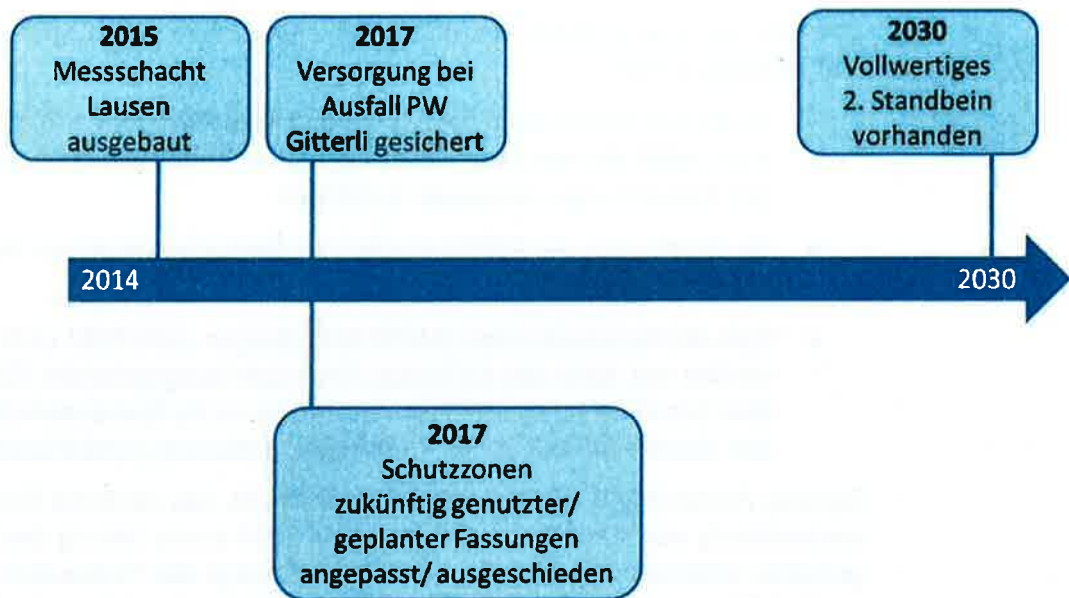 2015
Messschacht
Lausen
ausgebaut
2017
Versorgung bei
Ausfall PW
Gitterli gesichert
2030
Vollwertiges
2. Standbein
vorhanden
2014
2030
2017
Schutzzonen
zukünftig genutzter/
geplanter Fassungen
angepasst/ ausgeschieden